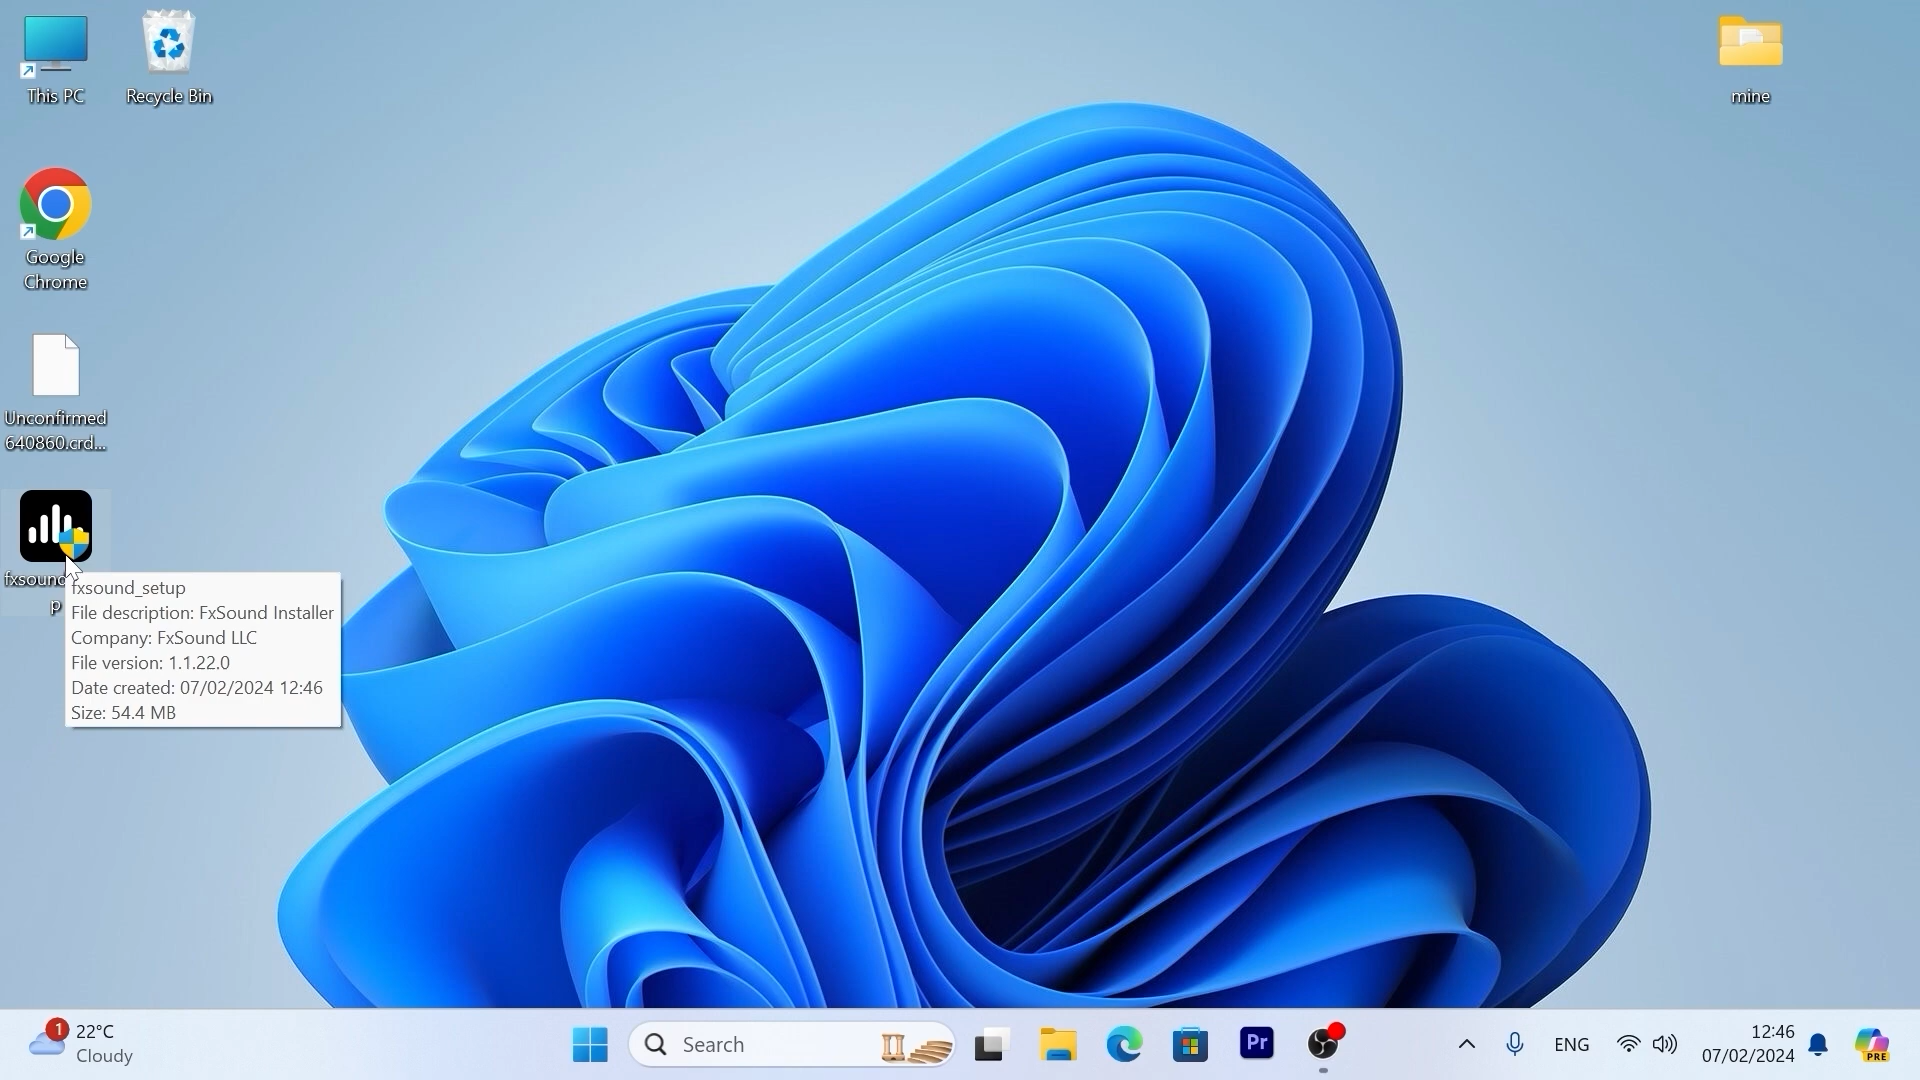 This PC
Recycle Bin
mine
Google
Chrome
Unconfirmed
640860.crd...
fxsound
p
fxsound_setup
File description: FxSound Installer
Company: FxSound LLC
File version: 1.1.22.0
Date created: 07/02/2024 12:46
Size: 54.4 MB
1
22°C
Cloudy
Search
Pr
ENG
12:46
07/02/2024
PRE